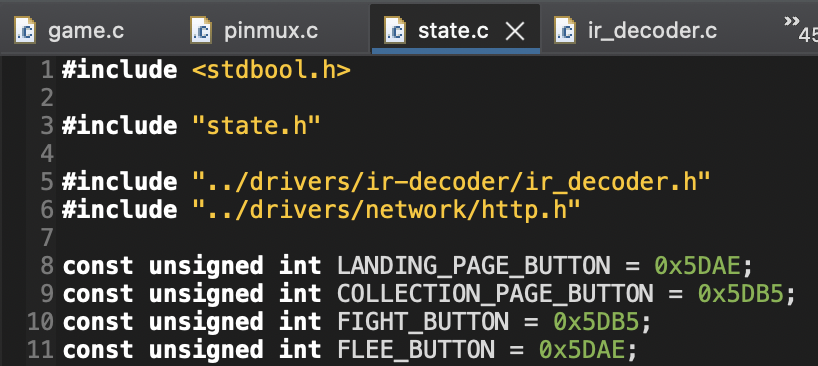 game.c pinmux.c state.c ir_decoder.c » 45
1 #include <stdbool.h>
2
3 #include "state.h"
4
5 #include "../drivers/ir-decoder/ir_decoder.h"
6 #include "../drivers/network/http.h"
7
8 const unsigned int LANDING_PAGE_BUTTON = 0x5DAE;
9 const unsigned int COLLECTION_PAGE_BUTTON = 0x5DB5;
10 const unsigned int FIGHT_BUTTON = 0x5DB5;
11 const unsigned int FLEE_BUTTON = 0x5DAE;